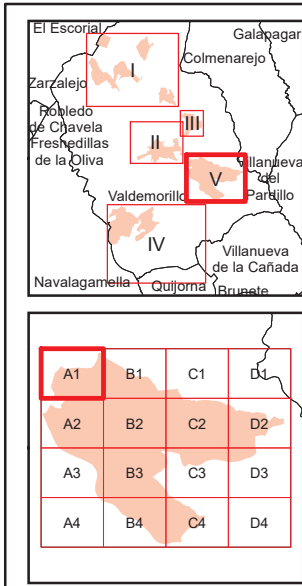 El Escorial
Galapagar
Colmenarejo
I
Zarzalejo
III
Robledo
de Chavela
Freshedillas
de la Oliva
II
Villanueva
del
Pardillo
V
Valdemorillo
IV
Villanueva
de la Cañada
Navalagamella
Quijorna
Brunete
A1 B1 C1 D1
A2 B2 C2 D2
A3 B3 C3 D3
A4 B4 C4 D4